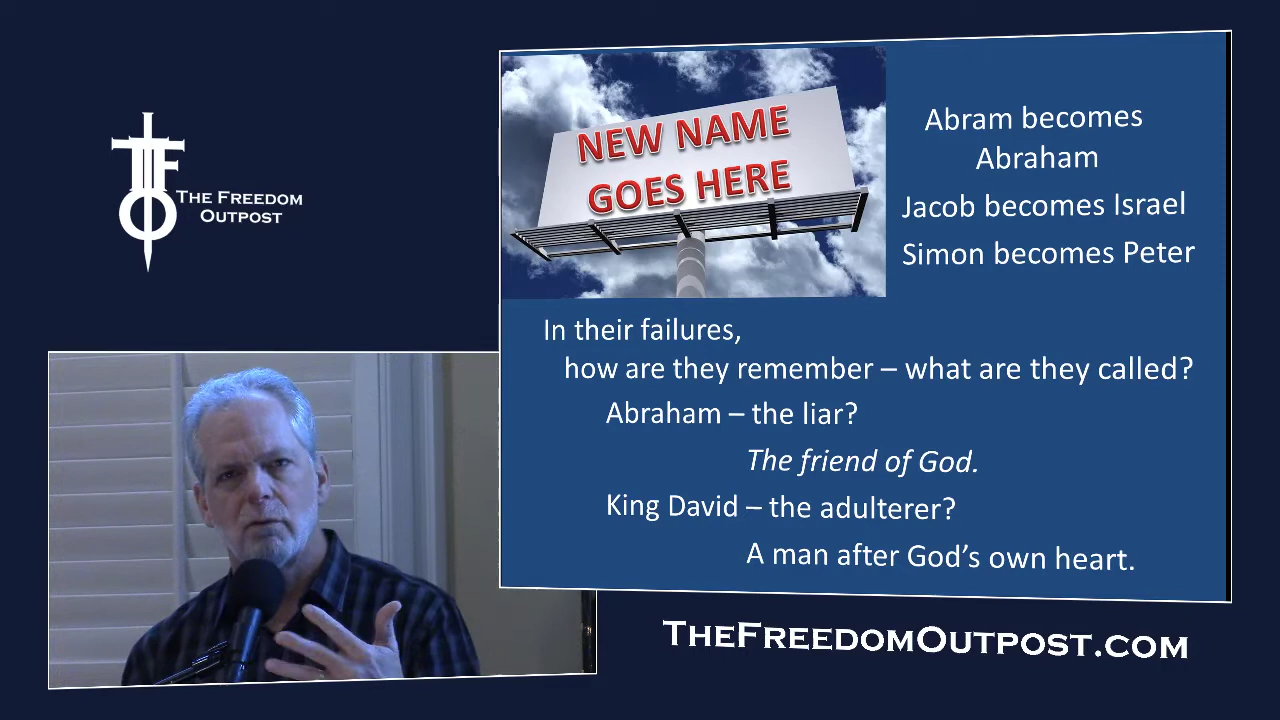 THE FREEDOM
OUTPOST
NEW NAME
GOES HERE
Abram becomes
Abraham
Jacob becomes Israel
Simon becomes Peter
In their failures,
how are they remember – what are they called?
Abraham – the liar?
The friend of God.
King David – the adulterer?
A man after God's own heart.
THEFREEDOMOUTPOST.COM